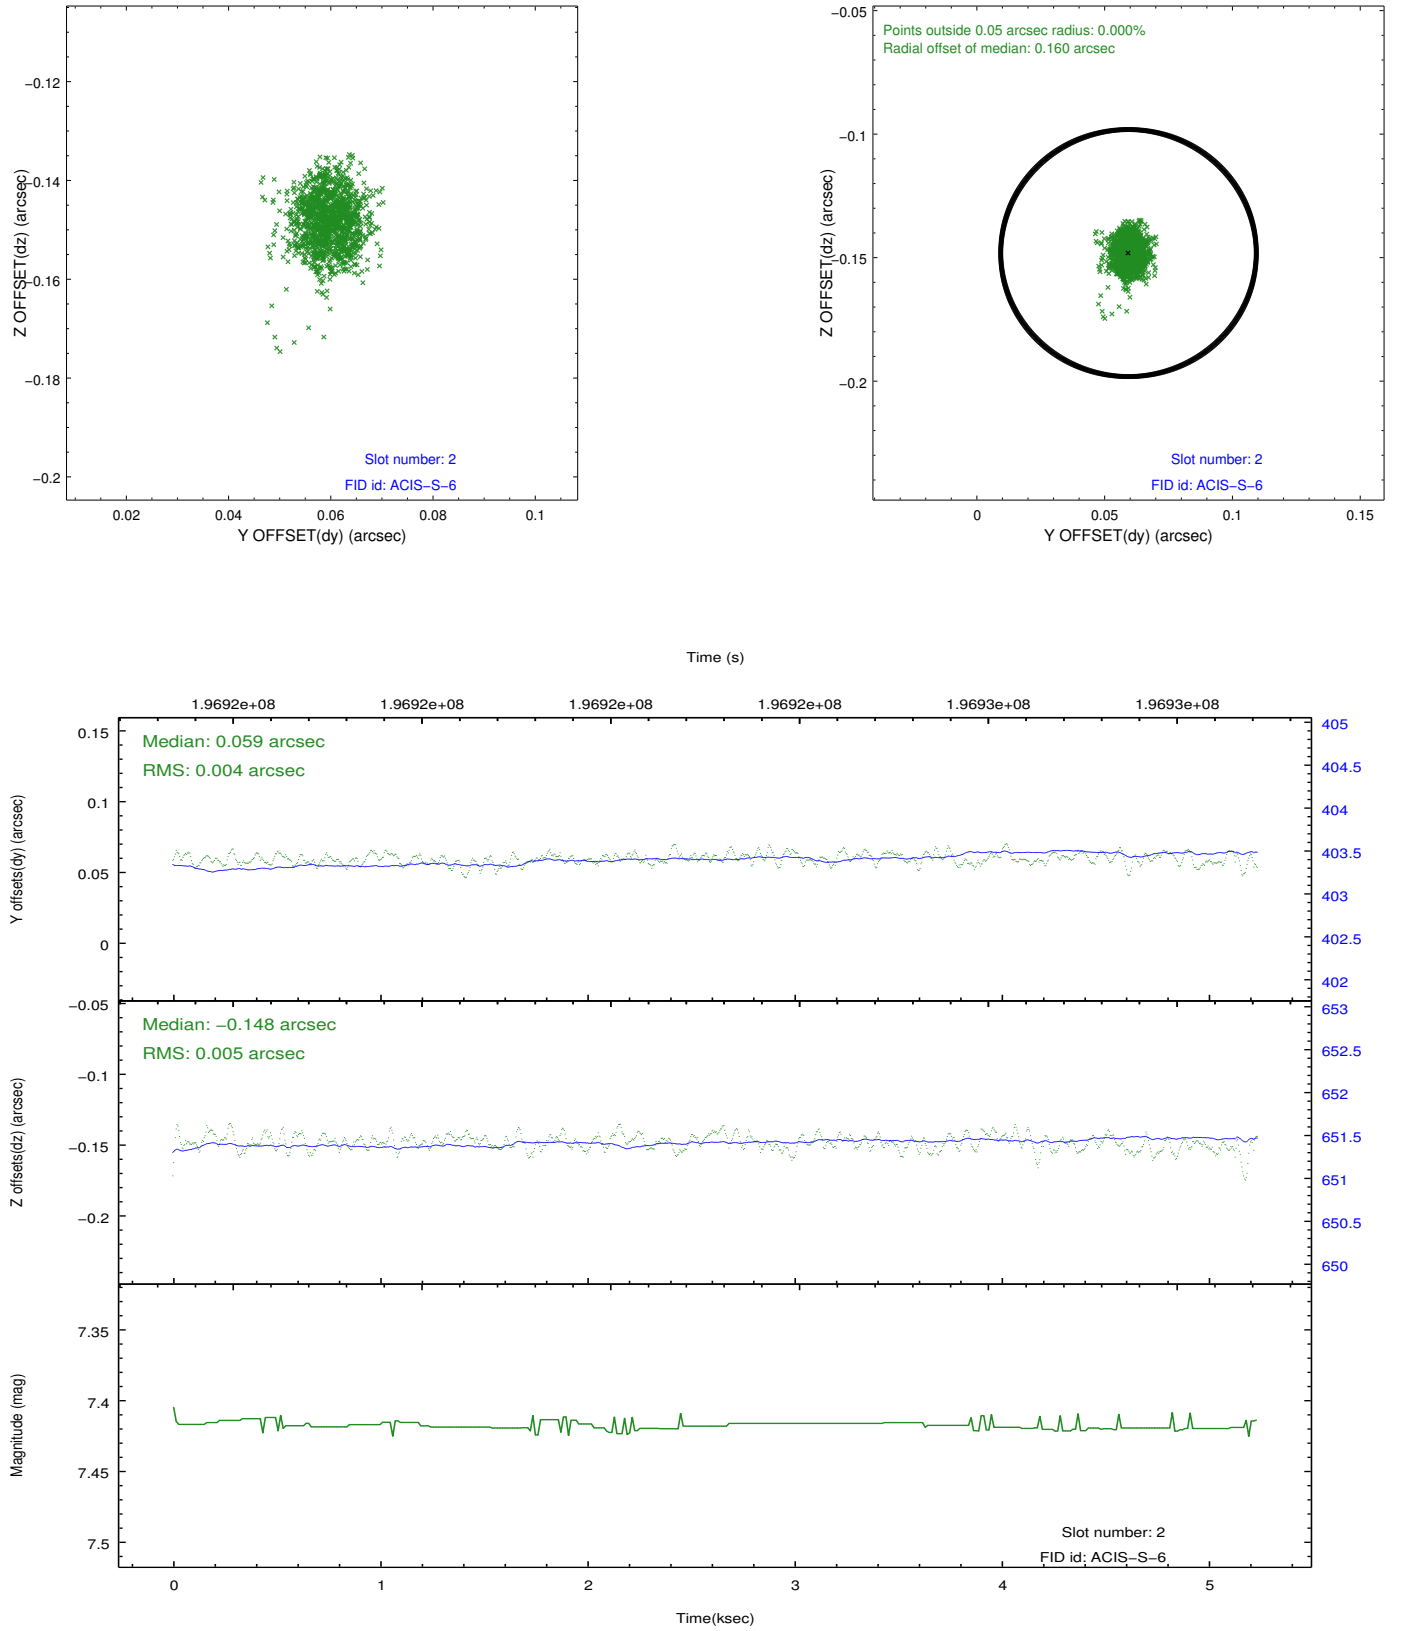 −0.12
−0.14
−0.16
−0.18
−0.2
Z OFFSET(dz) (arcsec)
Slot number: 2
FID id: ACIS−S−6
0.02 0.04 0.06 0.08 0.1
Y OFFSET(dy) (arcsec)
−0.05
−0.1
−0.15
−0.2
Z OFFSET(dz) (arcsec)
Points outside 0.05 arcsec radius: 0.000%
Radial offset of median: 0.160 arcsec
Slot number: 2
FID id: ACIS−S−6
0 0.05 0.1 0.15
Y OFFSET(dy) (arcsec)
Time (s)
1.9692e+08 1.9692e+08 1.9692e+08 1.9692e+08 1.9693e+08 1.9693e+08
0.15
0.1
0.05
0
Y offsets(dy) (arcsec)
Median: 0.059 arcsec
RMS: 0.004 arcsec
405
404.5
404
403.5
403
402.5
402
−0.05
−0.1
−0.15
−0.2
Z offsets(dz) (arcsec)
Median: −0.148 arcsec
RMS: 0.005 arcsec
653
652.5
652
651.5
651
650.5
650
7.35
7.4
7.45
7.5
Magnitude (mag)
Slot number: 2
FID id: ACIS−S−6
0 1 2 3 4 5
Time(ksec)